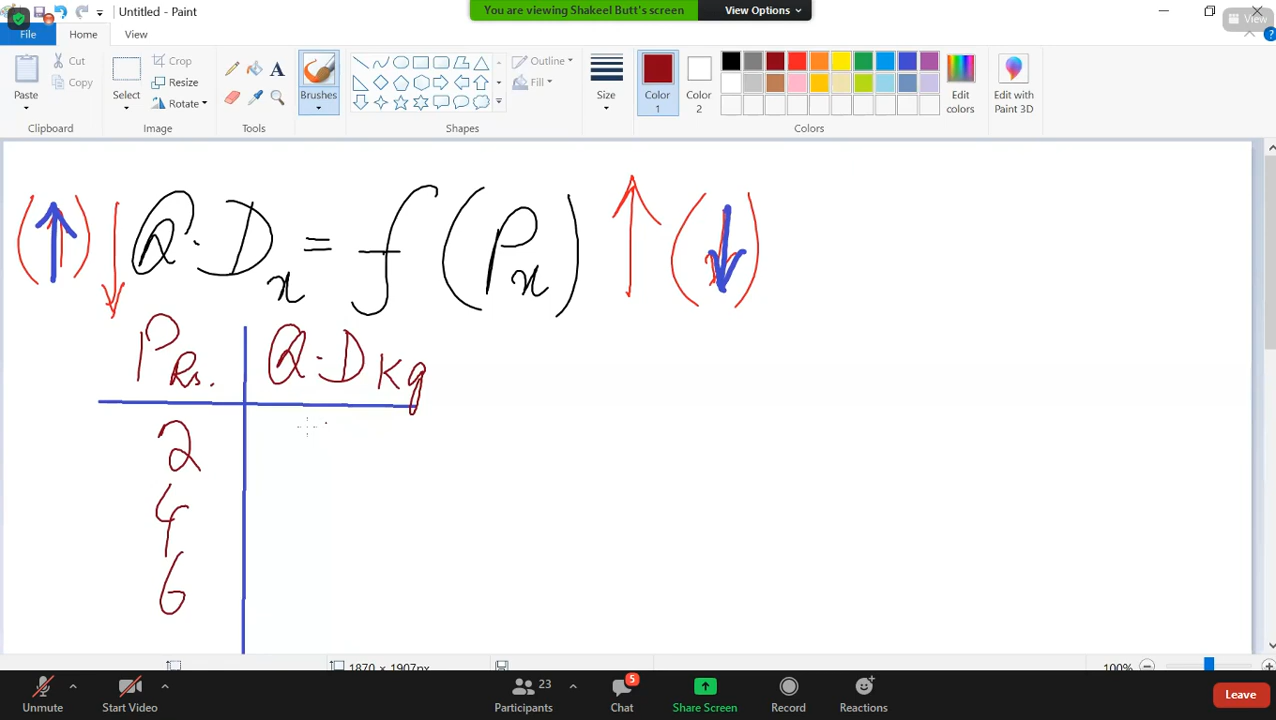 Untitled - Paint
You are viewing Shakeel Butt's screen
View Options
View
File
Home
View
Paste
Cut
Copy
Clipboard
Select
Crop
Resize
Rotate
Image
Tools
Brushes
Shapes
Outline
Fill
Size
Color 1
Color 2
Edit colors
Edit with Paint 3D
Colors
(↑) ↓ Q·Dx = f(Px) ↑ (↓)
P Rs. Q·D Kg
2
4
6
1870 × 1907px
100%
Unmute
Start Video
23
Participants
5
Chat
Share Screen
Record
Reactions
Leave